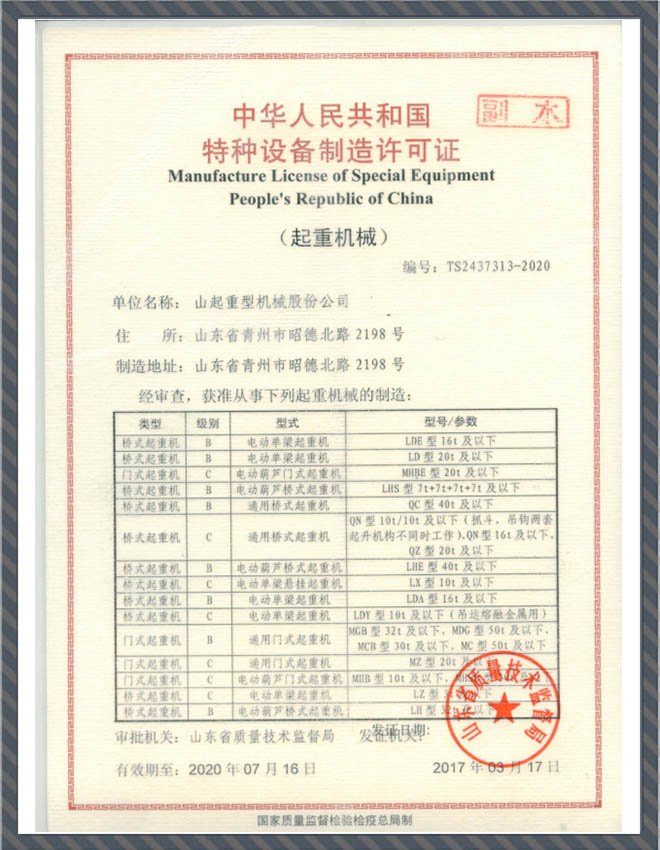 中华人民共和国
副 本
特种设备制造许可证
Manufacture License of Special Equipment
People's Republic of China
（起重机械）
编号：TS2437313-2020
单位名称：山起重型机械股份公司
住 所：山东省青州市昭德北路 2198 号
制造地址：山东省青州市昭德北路 2198 号
经审查，获准从事下列起重机械的制造：
类型 级别 型式 型号/参数
桥式起重机 B 电动单梁起重机 LDE 型 16t 及以下
桥式起重机 B 电动单梁起重机 LD 型 20t 及以下
门式起重机 C 电动葫芦门式起重机 MHBE 型 20t 及以下
桥式起重机 B 电动葫芦桥式起重机 LHS 型 7t+7t+7t+7t 及以下
桥式起重机 B 通用桥式起重机 QC 型 40t 及以下
桥式起重机 C 通用桥式起重机 QN 型 10t/10t 及以下（抓斗、吊钩两套
起升机构不同时工作）、QN 型 16t 及以下、
QZ 型 20t 及以下
桥式起重机 B 电动葫芦桥式起重机 LHE 型 40t 及以下
桥式起重机 C 电动单梁悬挂起重机 LX 型 10t 及以下
桥式起重机 B 电动单梁起重机 LDA 型 16t 及以下
桥式起重机 C 电动单梁起重机 LDY 型 10t 及以下（吊运熔融金属用）
门式起重机 B 通用门式起重机 MGB 型 32t 及以下、MDG 型 50t 及以下、
MCB 型 30t 及以下、MC 型 50t 及以下
门式起重机 C 通用门式起重机 MZ 型 20t 及以下
门式起重机 C 电动葫芦门式起重机 MHB 型 10t 及以下、 及以下
桥式起重机 C 电动单梁起重机 LZ 型 及以下
桥式起重机 B 电动葫芦桥式起重机 LH 型 32t 及以下
山东省质量技术监督局
发证日期：
审批机关：山东省质量技术监督局 发证机关：
有效期至：2020 年 07 月 16 日 2017 年 03 月 17 日
国家质量监督检验检疫总局制